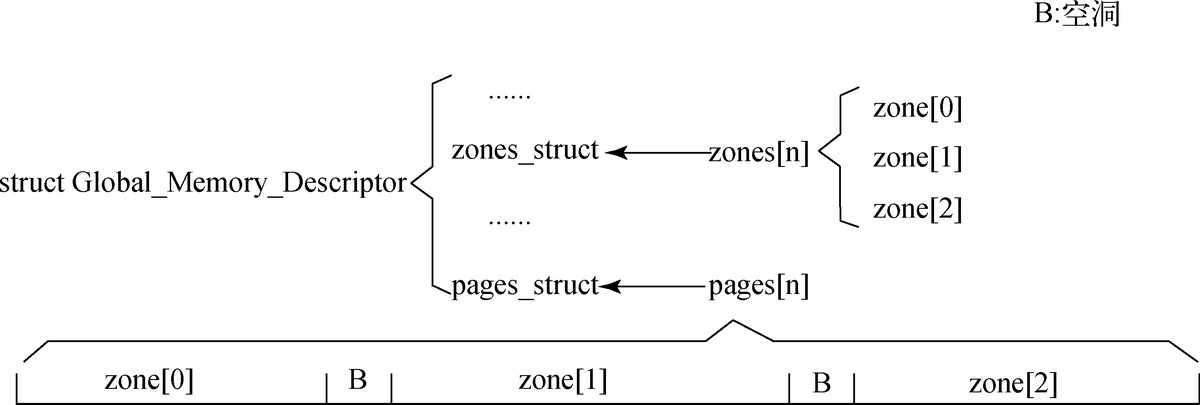 B:空洞
......
zone[0]
zones_struct
zones[n]
zone[1]
struct Global_Memory_Descriptor
zone[2]
......
pages_struct
pages[n]
zone[0]
B
zone[1]
B
zone[2]